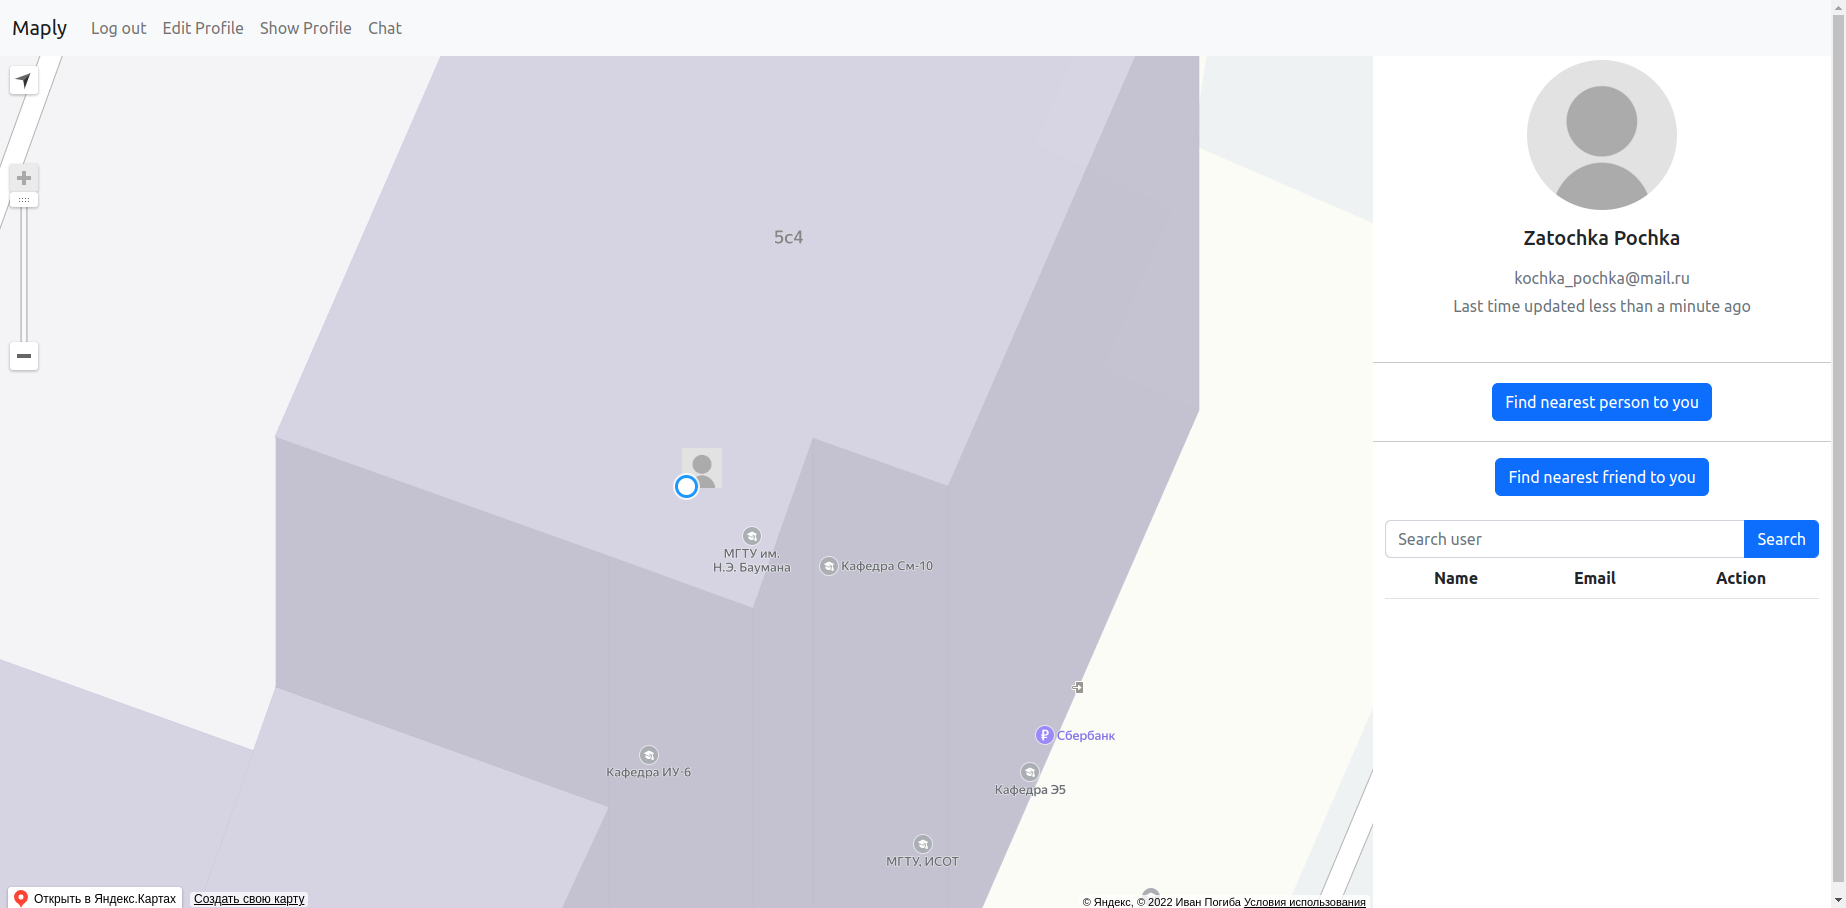 Maply Log out Edit Profile Show Profile Chat
5с4
МГТУ им.
Н.Э. Баумана
Кафедра См-10
Сбербанк
Кафедра ИУ-6
Кафедра Э5
МГТУ, ИСОТ
Открыть в Яндекс.Картах Создать свою карту
© Яндекс, © 2022 Иван Погиба Условия использования
Zatochka Pochka
kochka_pochka@mail.ru
Last time updated less than a minute ago
Find nearest person to you
Find nearest friend to you
Search user Search
Name Email Action